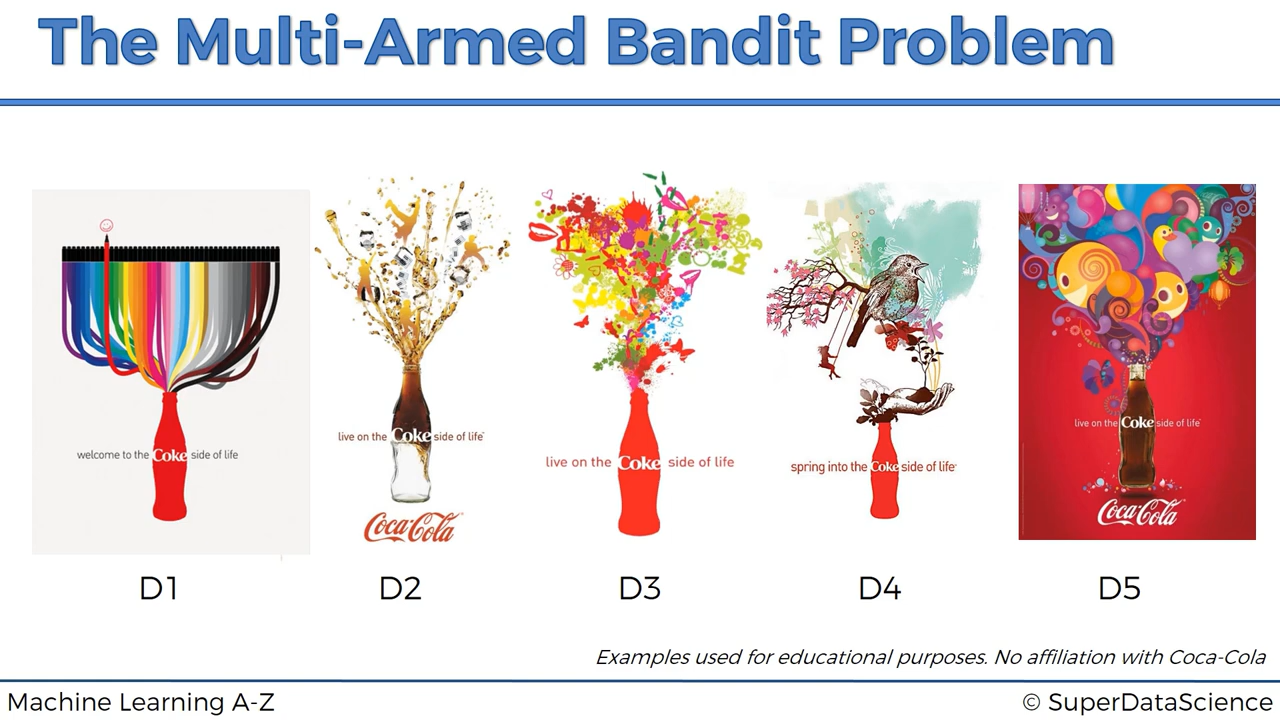 The Multi-Armed Bandit Problem
welcome to the Coke side of life
live on the Coke side of life
Coca-Cola
live on the Coke side of life
spring into the Coke side of life
live on the Coke side of life
Coca-Cola
D1
D2
D3
D4
D5
Examples used for educational purposes. No affiliation with Coca-Cola
Machine Learning A-Z
© SuperDataScience